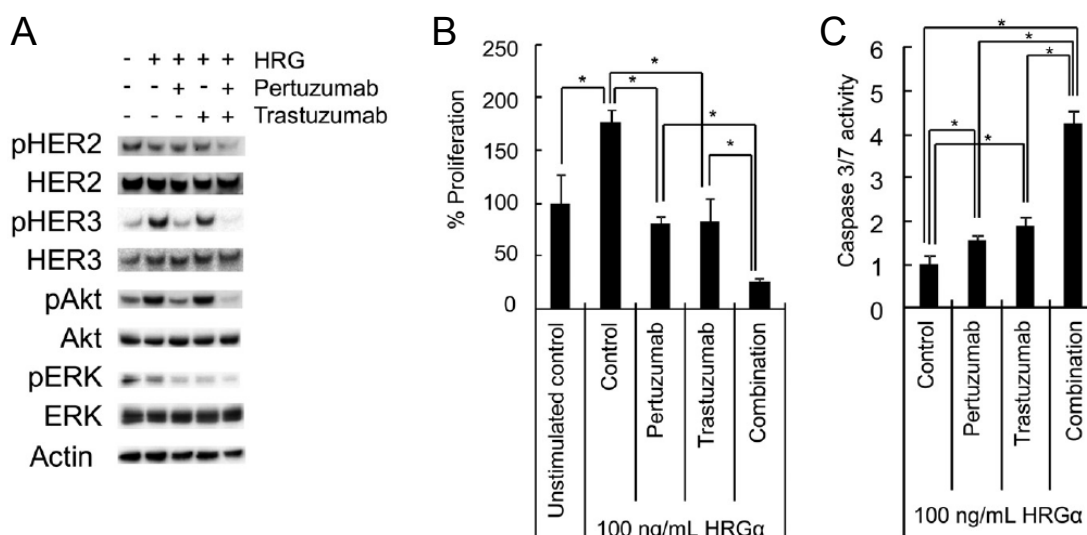 A
- + + + + HRG
- - + - + Pertuzumab
- - - + + Trastuzumab
pHER2
HER2
pHER3
HER3
pAkt
Akt
pERK
ERK
Actin
B
% Proliferation
250
200
150
100
50
0
* * * * *
Unstimulated control
Control
Pertuzumab
Trastuzumab
Combination
100 ng/mL HRGα
C
Caspase 3/7 activity
6
5
4
3
2
1
0
* * * * *
Control
Pertuzumab
Trastuzumab
Combination
100 ng/mL HRGα